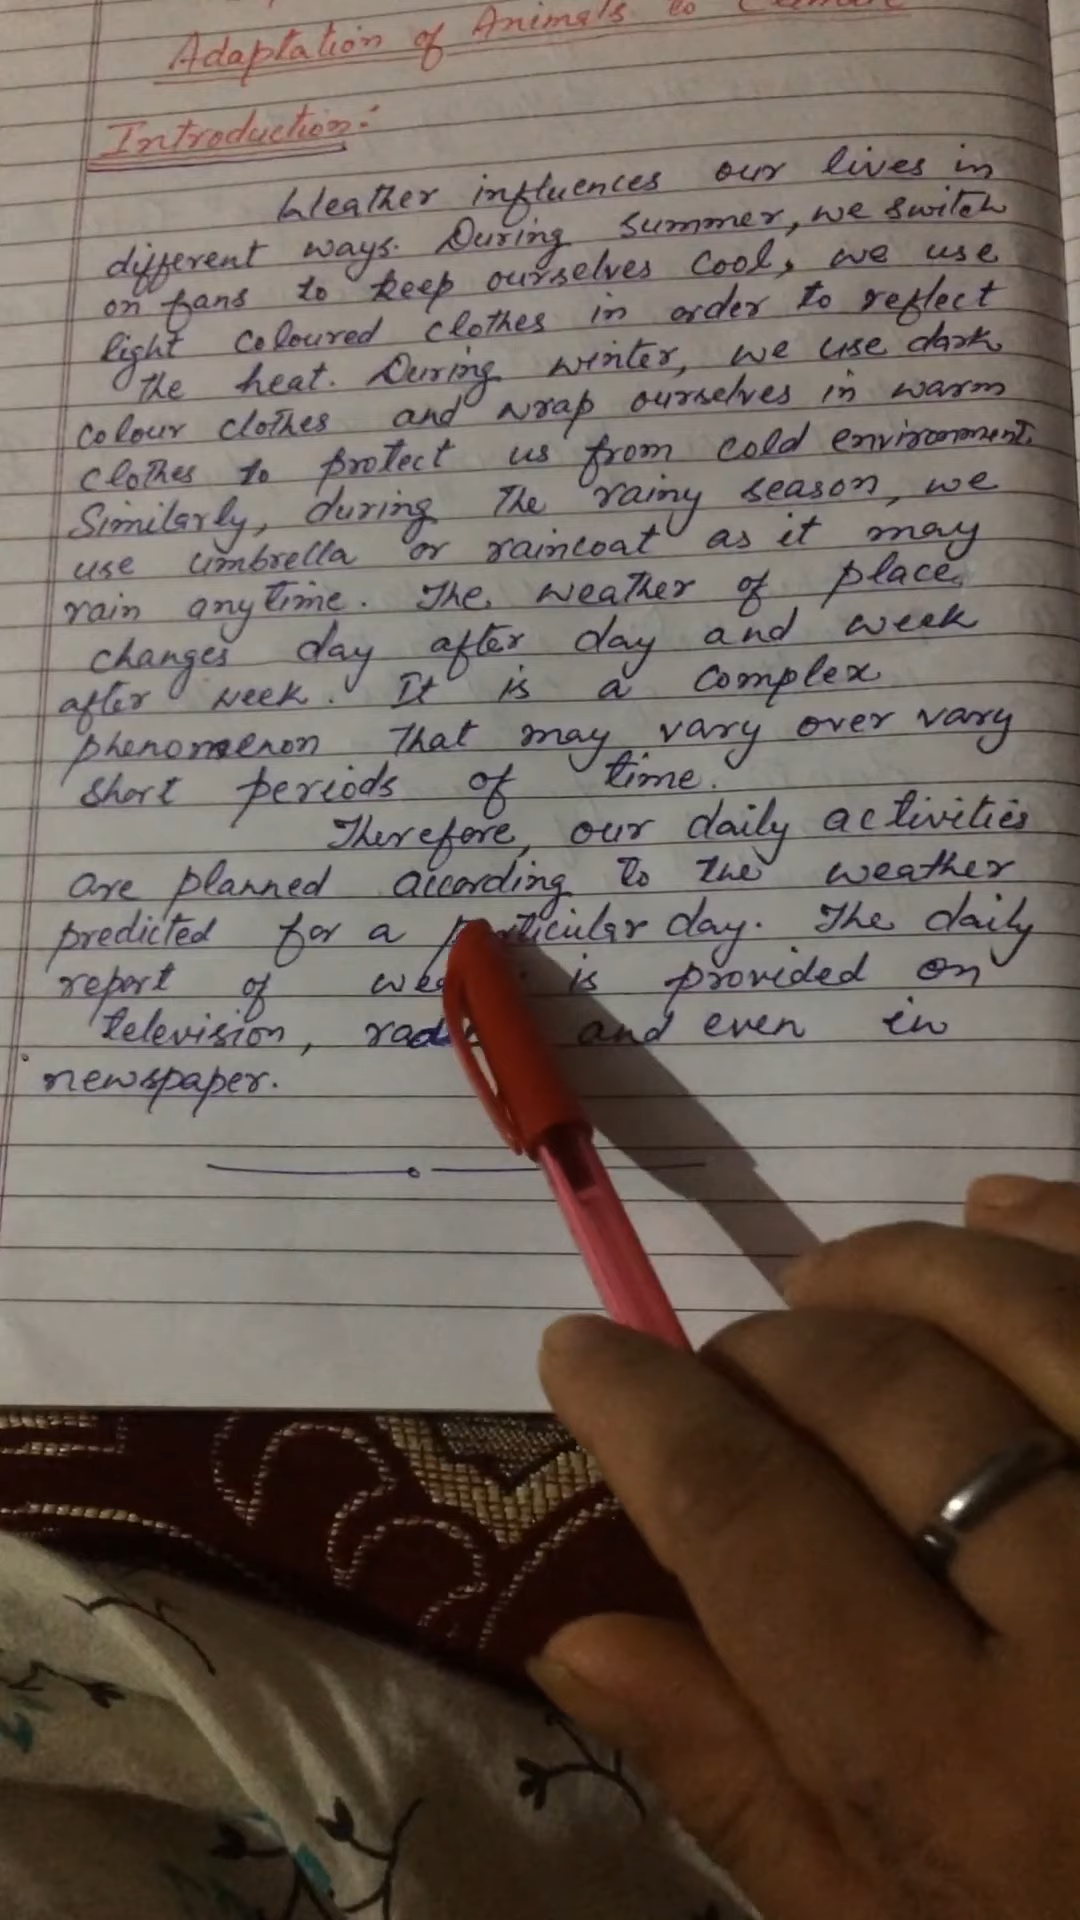 Adaptation of Animals to
Introduction:
Weather influences our lives in
different ways. During summer, we switch
on fans to keep ourselves cool, we use
light coloured clothes in order to reflect
the heat. During winter, we use dark
colour clothes and wrap ourselves in warm
clothes to protect us from cold environment.
Similarly, during the rainy season, we
use umbrella or raincoat as it may
rain anytime. The weather of place
changes day after day and week
after week. It is a complex
phenomenon that may vary over vary
short periods of time.
Therefore, our daily activities
are planned according to the weather
predicted for a particular day. The daily
report of is provided on
television, and even in
newspaper.